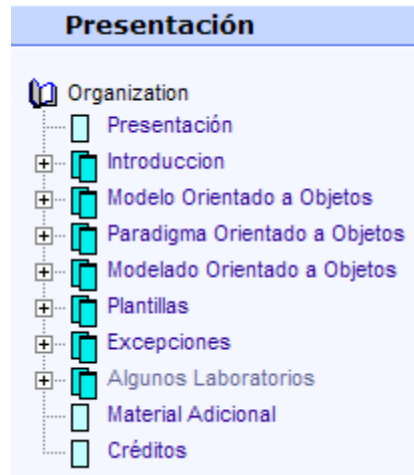 Presentación
Organization
Presentación
Introduccion
Modelo Orientado a Objetos
Paradigma Orientado a Objetos
Modelado Orientado a Objetos
Plantillas
Excepciones
Algunos Laboratorios
Material Adicional
Créditos